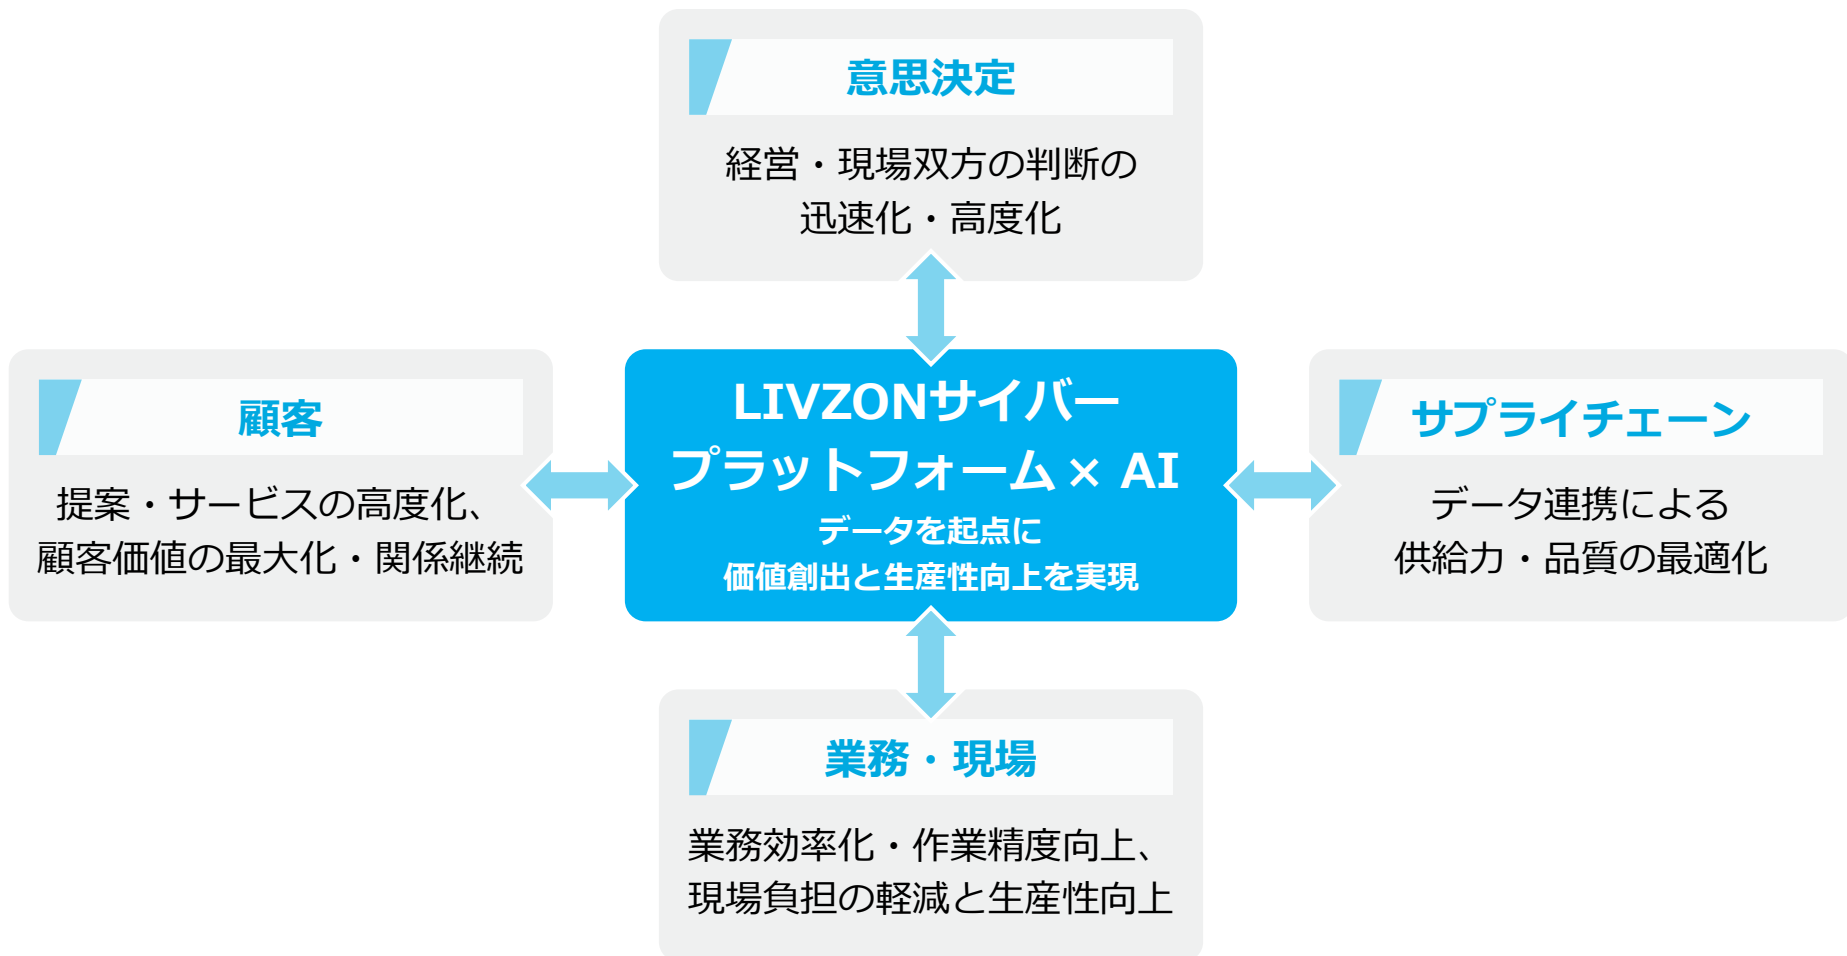 意思決定
経営・現場双方の判断の
迅速化・高度化
顧客
提案・サービスの高度化、
顧客価値の最大化・関係継続
LIVZONサイバー
プラットフォーム × AI
データを起点に
価値創出と生産性向上を実現
サプライチェーン
データ連携による
供給力・品質の最適化
業務・現場
業務効率化・作業精度向上、
現場負担の軽減と生産性向上